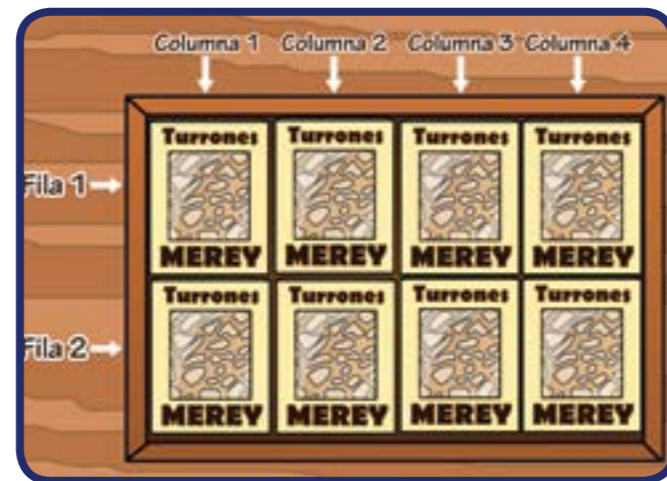 Columna 1 Columna 2 Columna 3 Columna 4
Fila 1
Turrones Turrones Turrones Turrones
MEREY MEREY MEREY MEREY
Fila 2
Turrones Turrones Turrones Turrones
MEREY MEREY MEREY MEREY